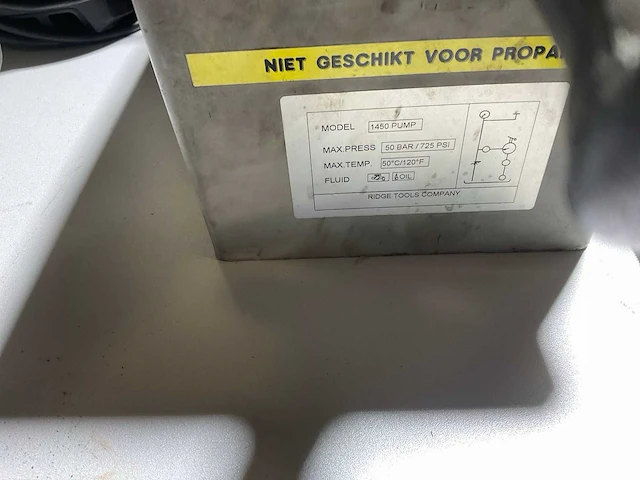 NIET GESCHIKT VOOR PROPA
MODEL 1450 PUMP
MAX.PRESS 50 BAR / 725 PSI
MAX.TEMP. 50°C/120°F
FLUID OIL
RIDGE TOOLS COMPANY